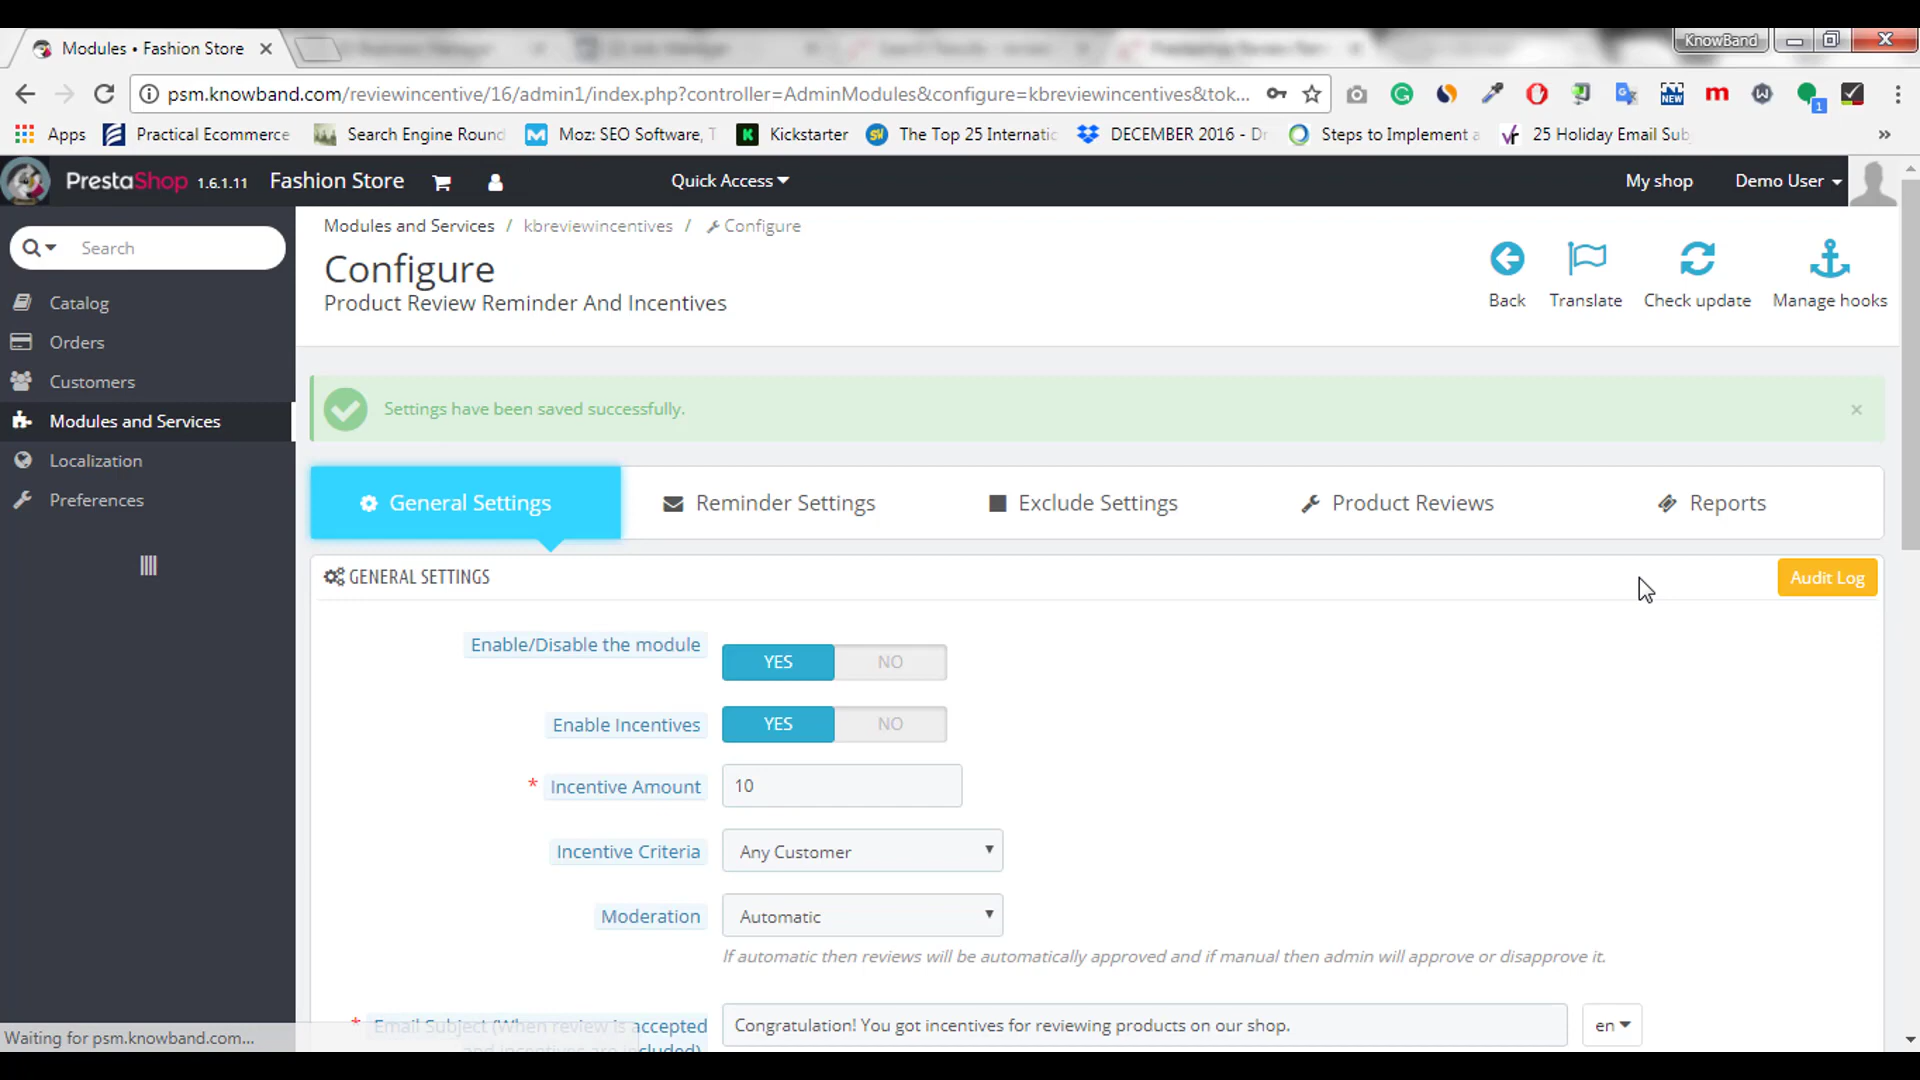 Modules • Fashion Store
KnowBand
psm.knowband.com/reviewincentive/16/admin1/index.php?controller=AdminModules&configure=kbreviewincentives&tok...
Apps Practical Ecommerce Search Engine Round Moz: SEO Software, T Kickstarter The Top 25 Internatio DECEMBER 2016 - Dr Steps to Implement a 25 Holiday Email Sub »
PrestaShop 1.6.1.11 Fashion Store Quick Access My shop Demo User
Search
Catalog
Orders
Customers
Modules and Services
Localization
Preferences
Modules and Services / kbreviewincentives / Configure
Configure
Product Review Reminder And Incentives
Back Translate Check update Manage hooks
Settings have been saved successfully.
General Settings Reminder Settings Exclude Settings Product Reviews Reports
GENERAL SETTINGS Audit Log
Enable/Disable the module YES NO
Enable Incentives YES NO
* Incentive Amount 10
Incentive Criteria Any Customer
Moderation Automatic
If automatic then reviews will be automatically approved and if manual then admin will approve or disapprove it.
* Email Subject (When review is accepted Congratulation! You got incentives for reviewing products on our shop. en
and incentives are included)
Waiting for psm.knowband.com...